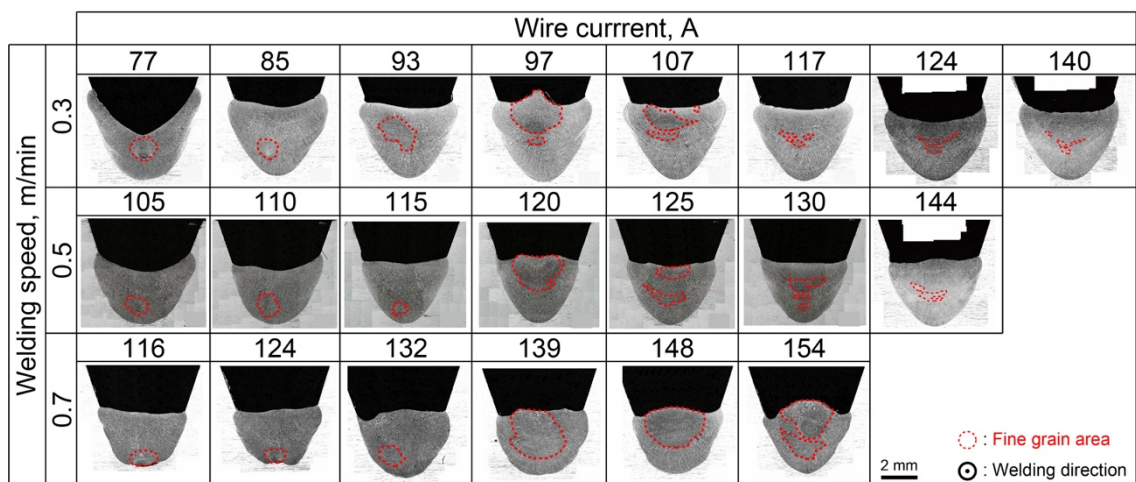 Wire currrent, A
77 85 93 97 107 117 124 140
Welding speed, m/min
0.3
105 110 115 120 125 130 144
0.5
116 124 132 139 148 154
0.7
: Fine grain area
2 mm
: Welding direction